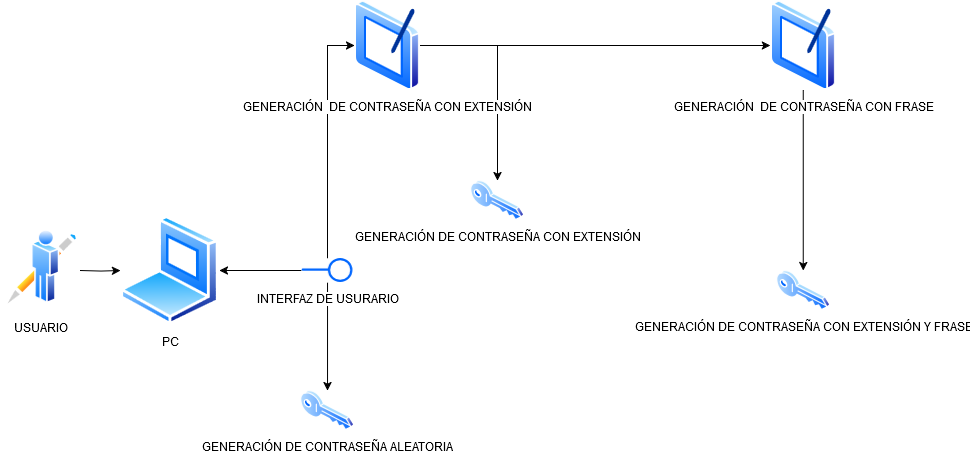 GENERACIÓN  DE CONTRASEÑA CON EXTENSIÓN
GENERACIÓN  DE CONTRASEÑA CON FRASE
GENERACIÓN DE CONTRASEÑA CON EXTENSIÓN
INTERFAZ DE USURARIO
USUARIO
PC
GENERACIÓN DE CONTRASEÑA CON EXTENSIÓN Y FRASE
GENERACIÓN DE CONTRASEÑA ALEATORIA